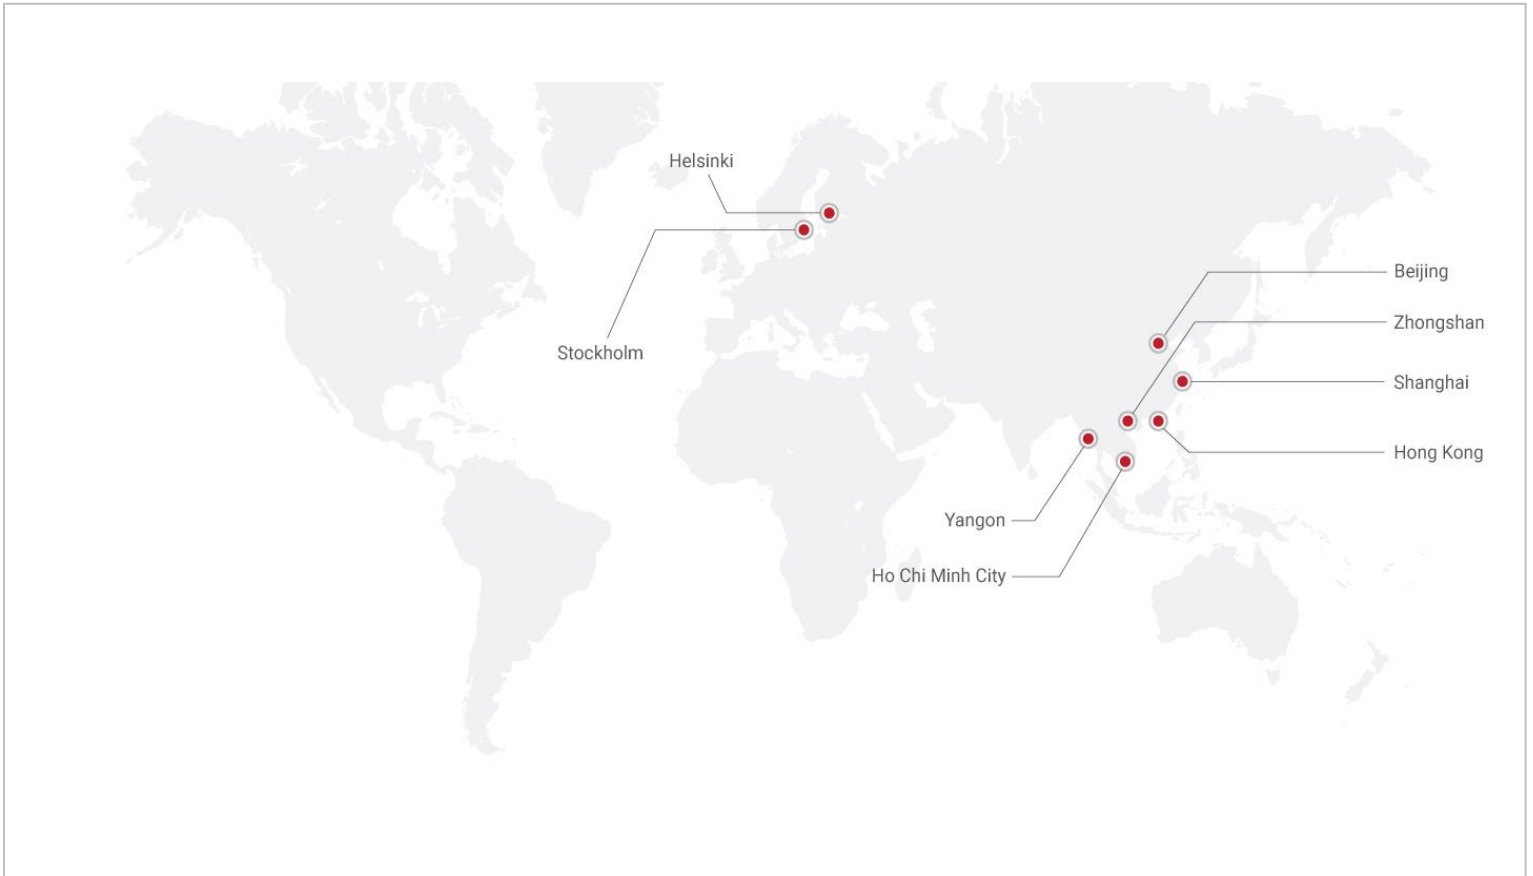 Helsinki
Stockholm
Beijing
Zhongshan
Shanghai
Hong Kong
Yangon
Ho Chi Minh City